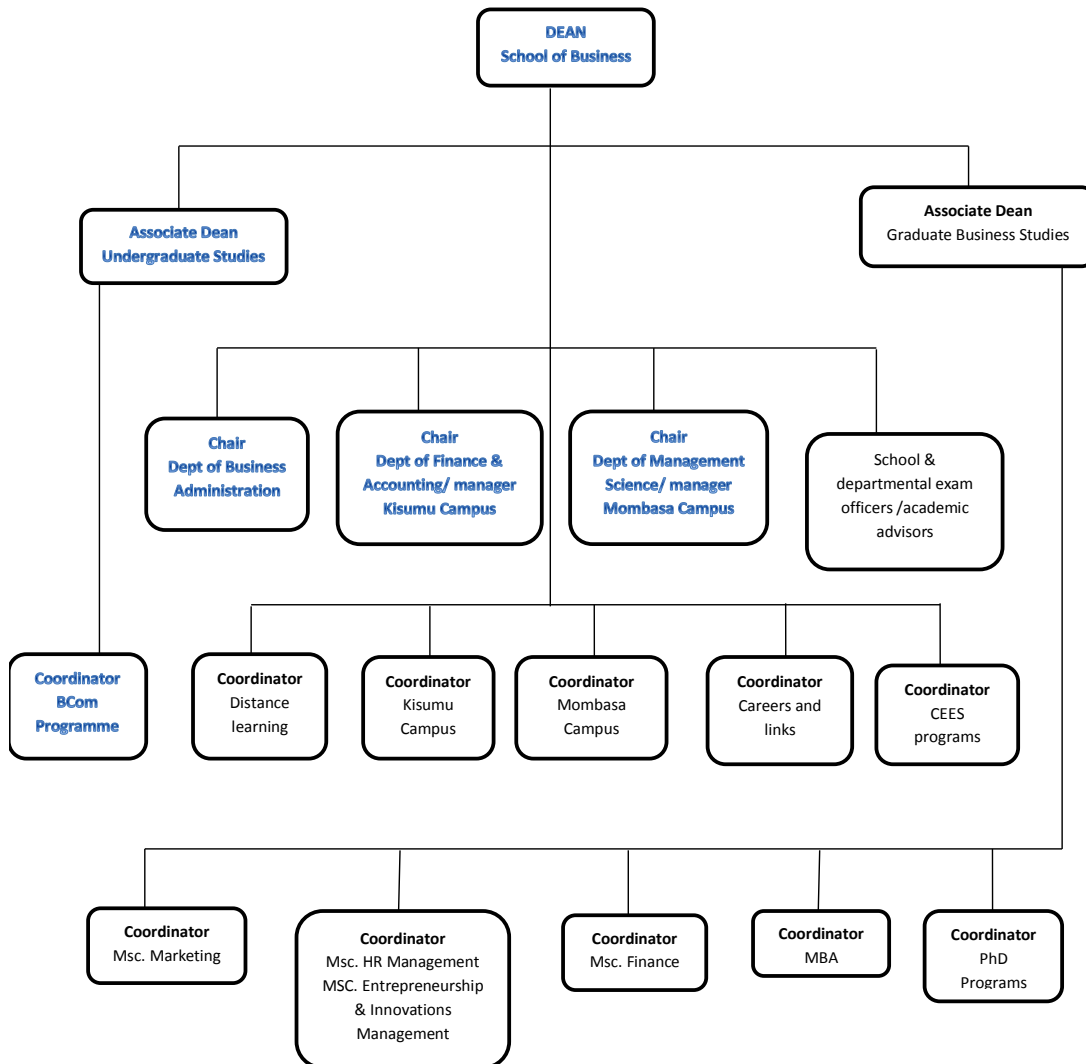 DEAN
School of Business
Associate Dean
Undergraduate Studies
Associate Dean
Graduate Business Studies
Chair
Dept of Business
Administration
Chair
Dept of Finance &
Accounting/ manager
Kisumu Campus
Chair
Dept of Management
Science/ manager
Mombasa Campus
School &
departmental exam
officers /academic
advisors
Coordinator
BCom
Programme
Coordinator
Distance
learning
Coordinator
Kisumu
Campus
Coordinator
Mombasa
Campus
Coordinator
Careers and
links
Coordinator
CEES
programs
Coordinator
Msc. Marketing
Coordinator
Msc. HR Management
MSC. Entrepreneurship
& Innovations
Management
Coordinator
Msc. Finance
Coordinator
MBA
Coordinator
PhD
Programs